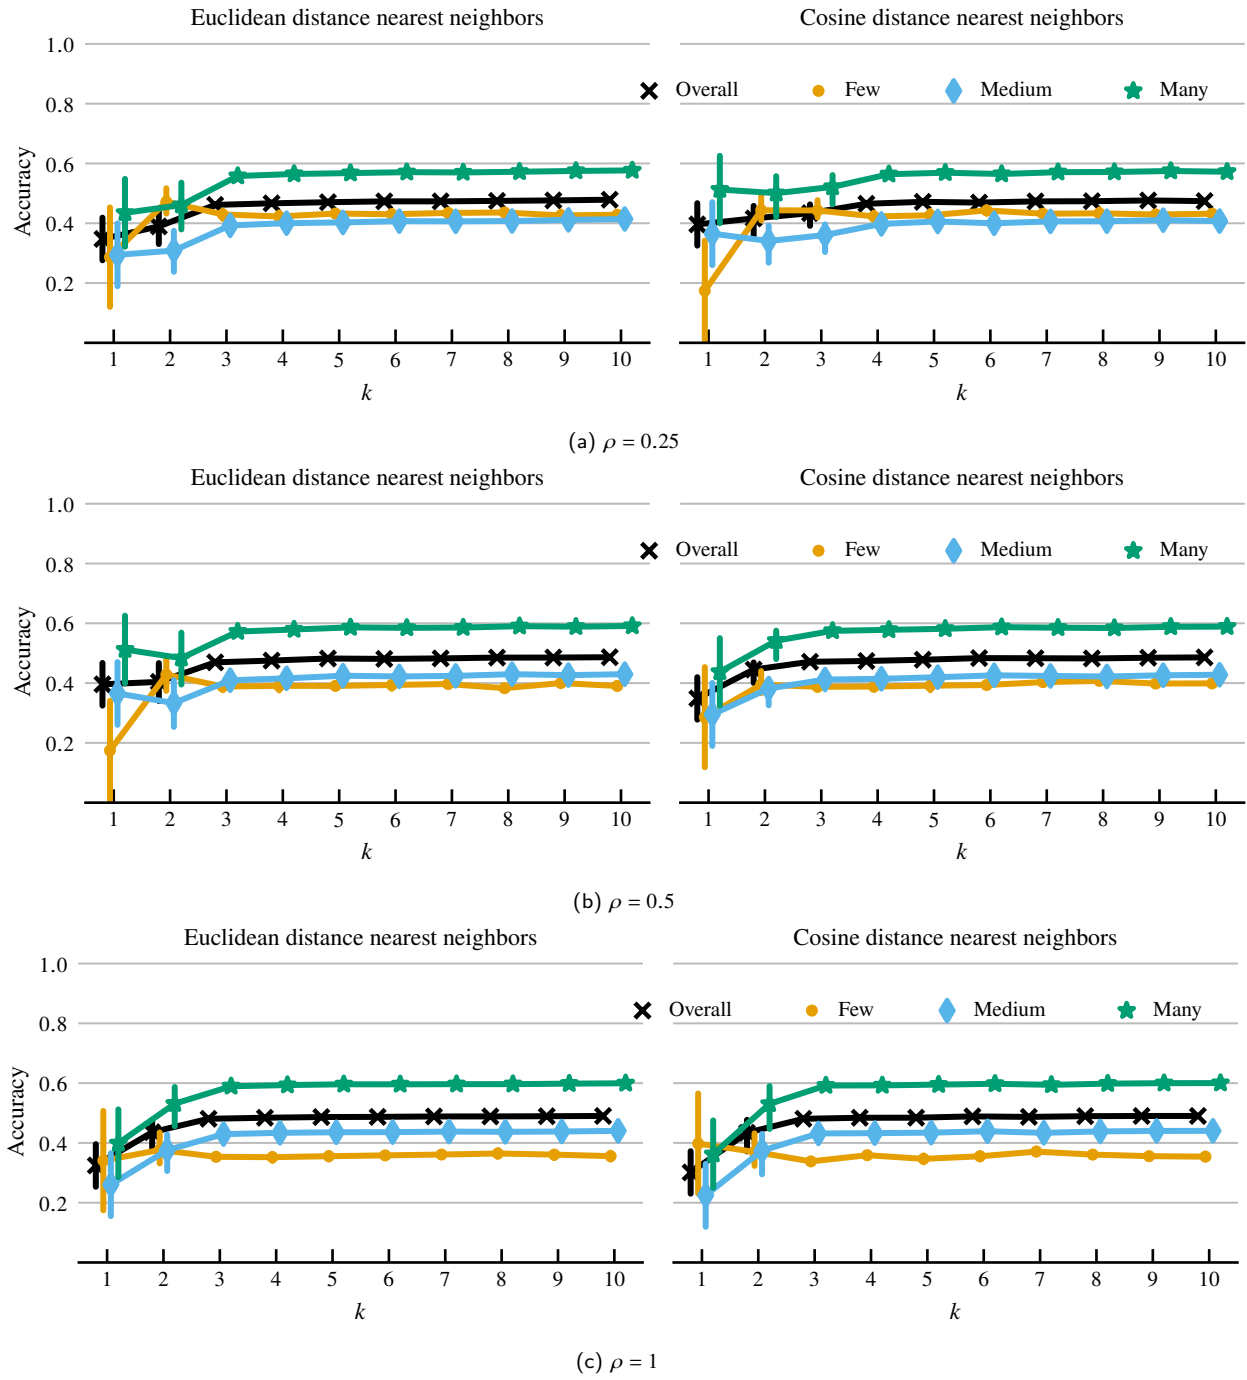 Euclidean distance nearest neighbors
Cosine distance nearest neighbors
1.0
0.8
0.6
0.4
0.2
Accuracy
Overall
Few
Medium
Many
1 2 3 4 5 6 7 8 9 10
1 2 3 4 5 6 7 8 9 10
k
k
(a) ρ = 0.25
Euclidean distance nearest neighbors
Cosine distance nearest neighbors
1.0
0.8
0.6
0.4
0.2
Accuracy
Overall
Few
Medium
Many
1 2 3 4 5 6 7 8 9 10
1 2 3 4 5 6 7 8 9 10
k
k
(b) ρ = 0.5
Euclidean distance nearest neighbors
Cosine distance nearest neighbors
1.0
0.8
0.6
0.4
0.2
Accuracy
Overall
Few
Medium
Many
1 2 3 4 5 6 7 8 9 10
1 2 3 4 5 6 7 8 9 10
k
k
(c) ρ = 1